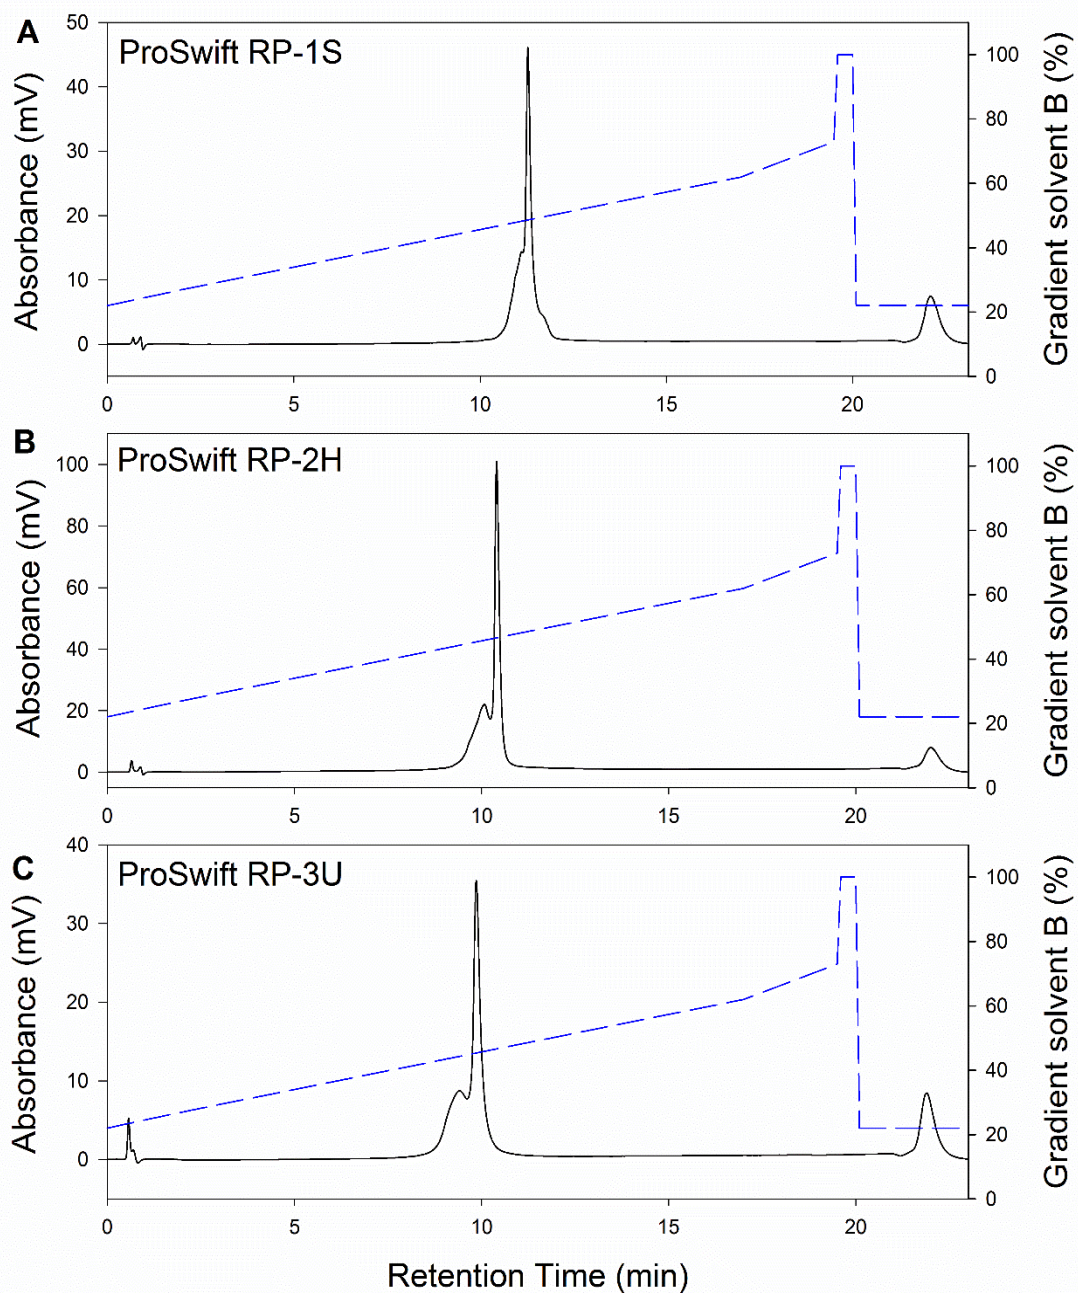 A
ProSwift RP-1S
Absorbance (mV)
50
40
30
20
10
0
Gradient solvent B (%)
100
80
60
40
20
0
0 5 10 15 20
B
ProSwift RP-2H
Absorbance (mV)
100
80
60
40
20
0
Gradient solvent B (%)
100
80
60
40
20
0
0 5 10 15 20
C
ProSwift RP-3U
Absorbance (mV)
40
30
20
10
0
Gradient solvent B (%)
100
80
60
40
20
0
0 5 10 15 20
Retention Time (min)